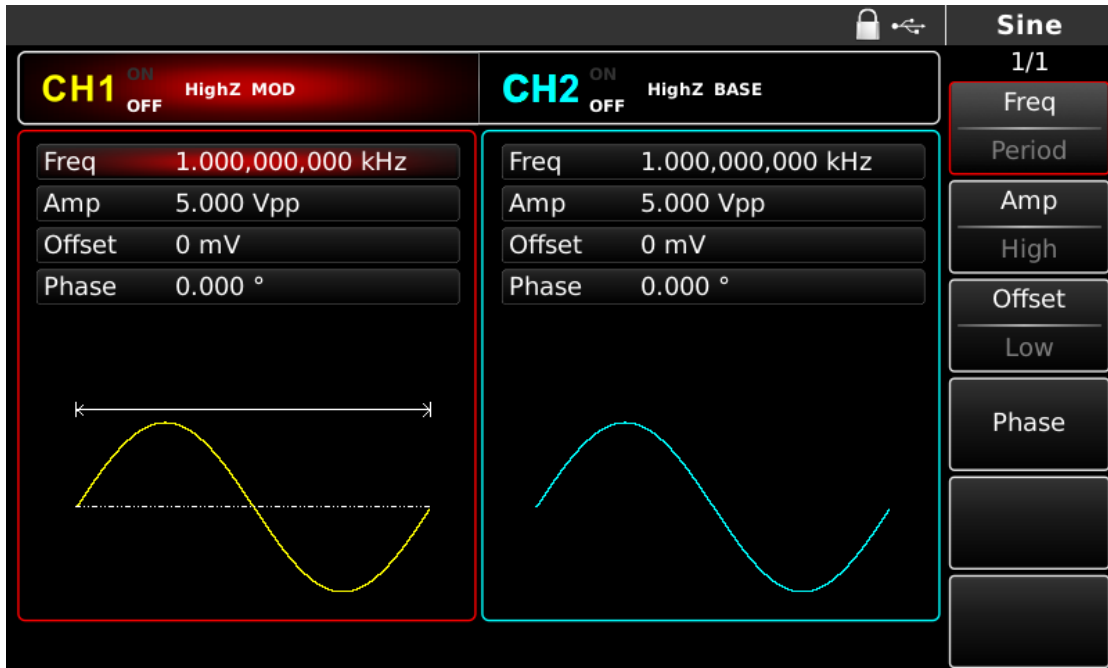 Sine
1/1
CH1 ON OFF HighZ MOD
CH2 ON OFF HighZ BASE
Freq 1.000,000,000 kHz
Amp 5.000 Vpp
Offset 0 mV
Phase 0.000 °
Freq 1.000,000,000 kHz
Amp 5.000 Vpp
Offset 0 mV
Phase 0.000 °
Freq
Period
Amp
High
Offset
Low
Phase